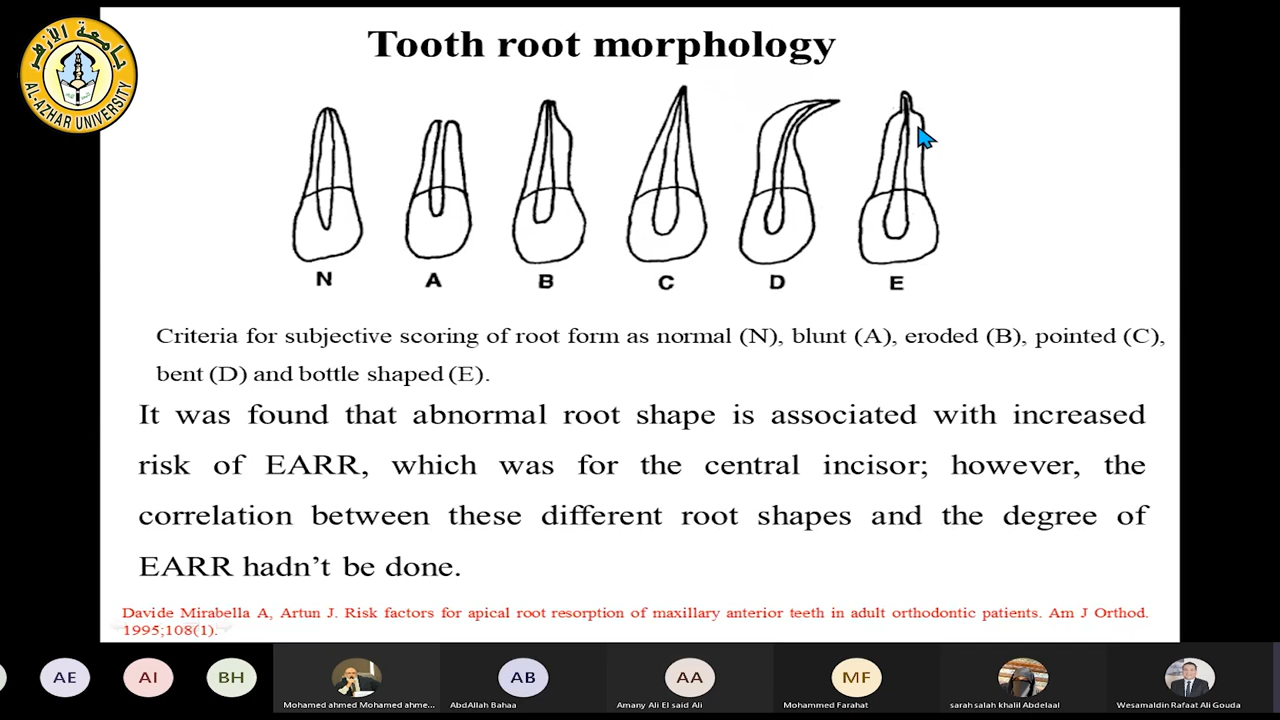 جامعة الأزهر
AL-AZHAR UNIVERSITY
Tooth root morphology
N A B C D E
Criteria for subjective scoring of root form as normal (N), blunt (A), eroded (B), pointed (C),
bent (D) and bottle shaped (E).
It was found that abnormal root shape is associated with increased
risk of EARR, which was for the central incisor; however, the
correlation between these different root shapes and the degree of
EARR hadn't be done.
Davide Mirabella A, Artun J. Risk factors for apical root resorption of maxillary anterior teeth in adult orthodontic patients. Am J Orthod.
1995;108(1).
AE AI BH AB AA MF
Mohamed ahmed Mohamed ahme... AbdAllah Bahaa Amany Ali El said Ali Mohammed Farahat sarah salah khalil Abdelaal Wesamaldin Rafaat Ali Gouda